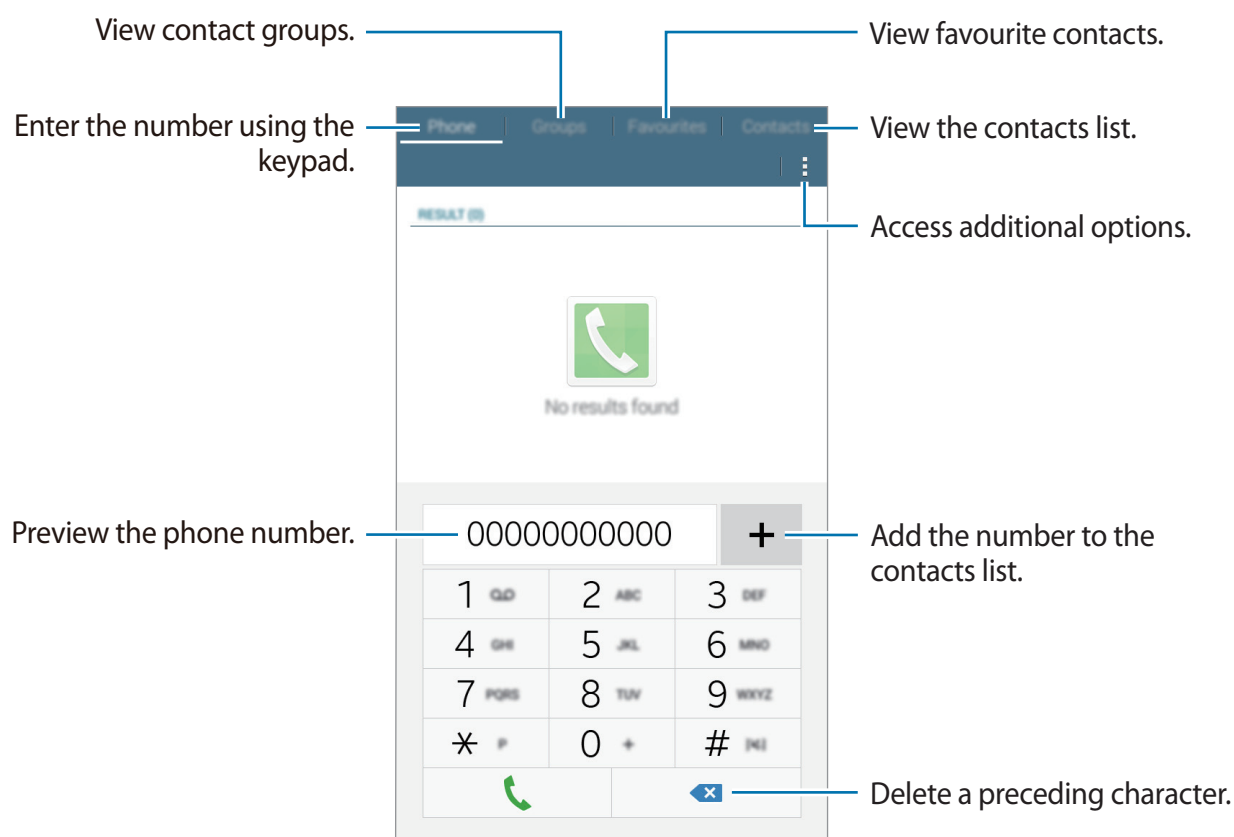 View contact groups.
View favourite contacts.
Enter the number using the
keypad.
Phone
Groups
Favourites
Contacts
View the contacts list.
RESULT (0)
Access additional options.
No results found
Preview the phone number.
00000000000
+
Add the number to the
contacts list.
1
2 ABC
3 DEF
4 GHI
5 JKL
6 MNO
7 PQRS
8 TUV
9 WXYZ
* P
0 +
#
Delete a preceding character.